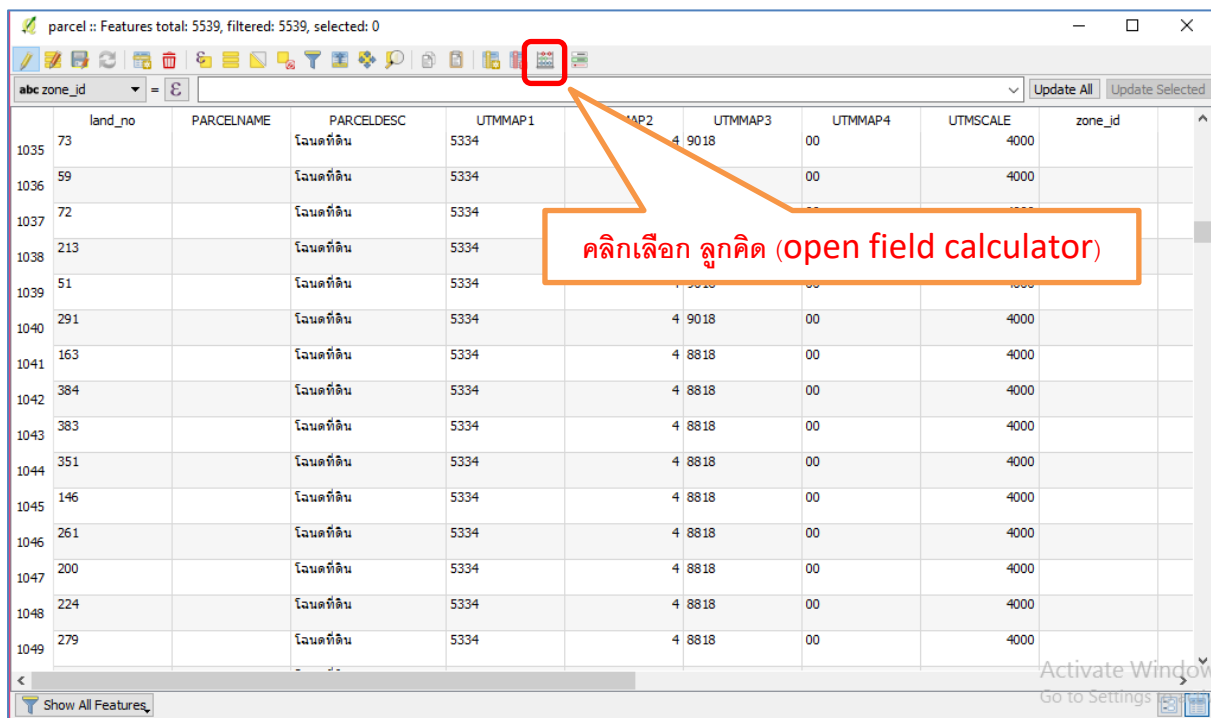 parcel :: Features total: 5539, filtered: 5539, selected: 0
abc zone_id = ε Update All Update Selected
land_no PARCELNAME PARCELDESC UTMMAP1 MAP2 UTMMAP3 UTMMAP4 UTMSCALE zone_id
1035 73 โฉนดที่ดิน 5334 4 9018 00 4000
1036 59 โฉนดที่ดิน 5334 00 4000
1037 72 โฉนดที่ดิน 5334
1038 213 โฉนดที่ดิน 5334
คลิกเลือก ลูกคิด (open field calculator)
1039 51 โฉนดที่ดิน 5334
1040 291 โฉนดที่ดิน 5334 4 9018 00 4000
1041 163 โฉนดที่ดิน 5334 4 8818 00 4000
1042 384 โฉนดที่ดิน 5334 4 8818 00 4000
1043 383 โฉนดที่ดิน 5334 4 8818 00 4000
1044 351 โฉนดที่ดิน 5334 4 8818 00 4000
1045 146 โฉนดที่ดิน 5334 4 8818 00 4000
1046 261 โฉนดที่ดิน 5334 4 8818 00 4000
1047 200 โฉนดที่ดิน 5334 4 8818 00 4000
1048 224 โฉนดที่ดิน 5334 4 8818 00 4000
1049 279 โฉนดที่ดิน 5334 4 8818 00 4000
Activate Window
Go to Settings
Show All Features